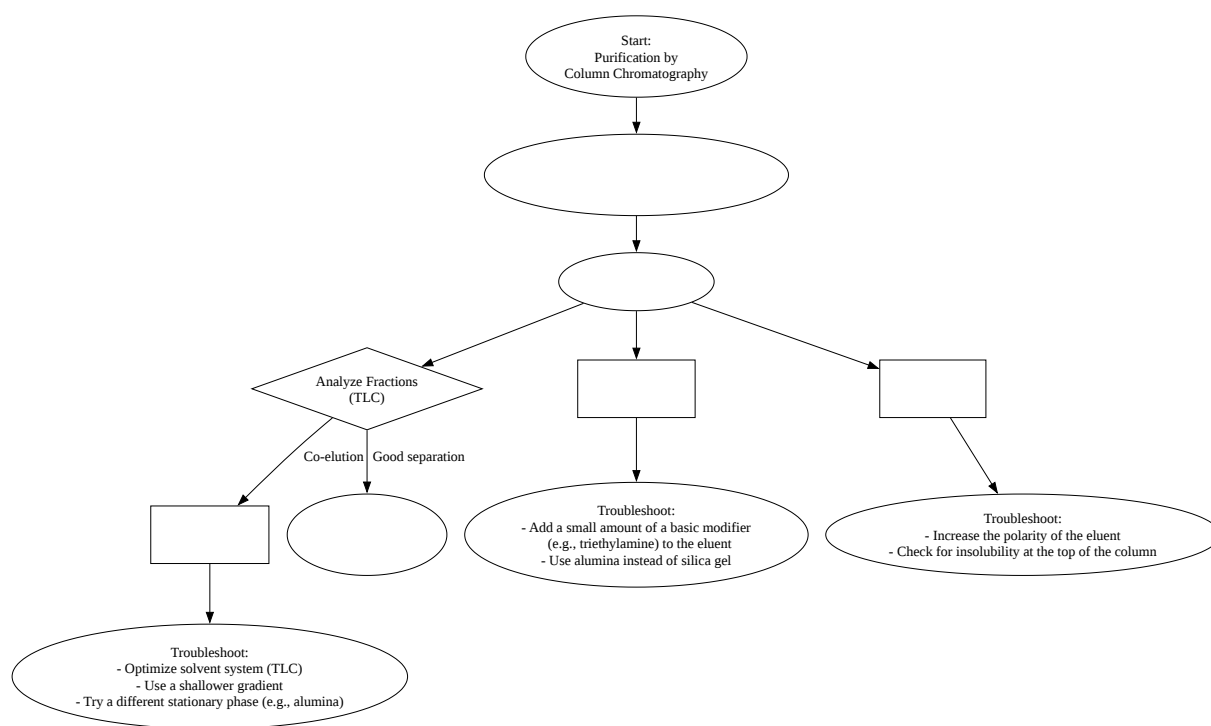 Start:
Purification by
Column Chromatography
Analyze Fractions
(TLC)
Co-elution
Good separation
Troubleshoot:
- Add a small amount of a basic modifier
(e.g., triethylamine) to the eluent
- Use alumina instead of silica gel
Troubleshoot:
- Increase the polarity of the eluent
- Check for insolubility at the top of the column
Troubleshoot:
- Optimize solvent system (TLC)
- Use a shallower gradient
- Try a different stationary phase (e.g., alumina)